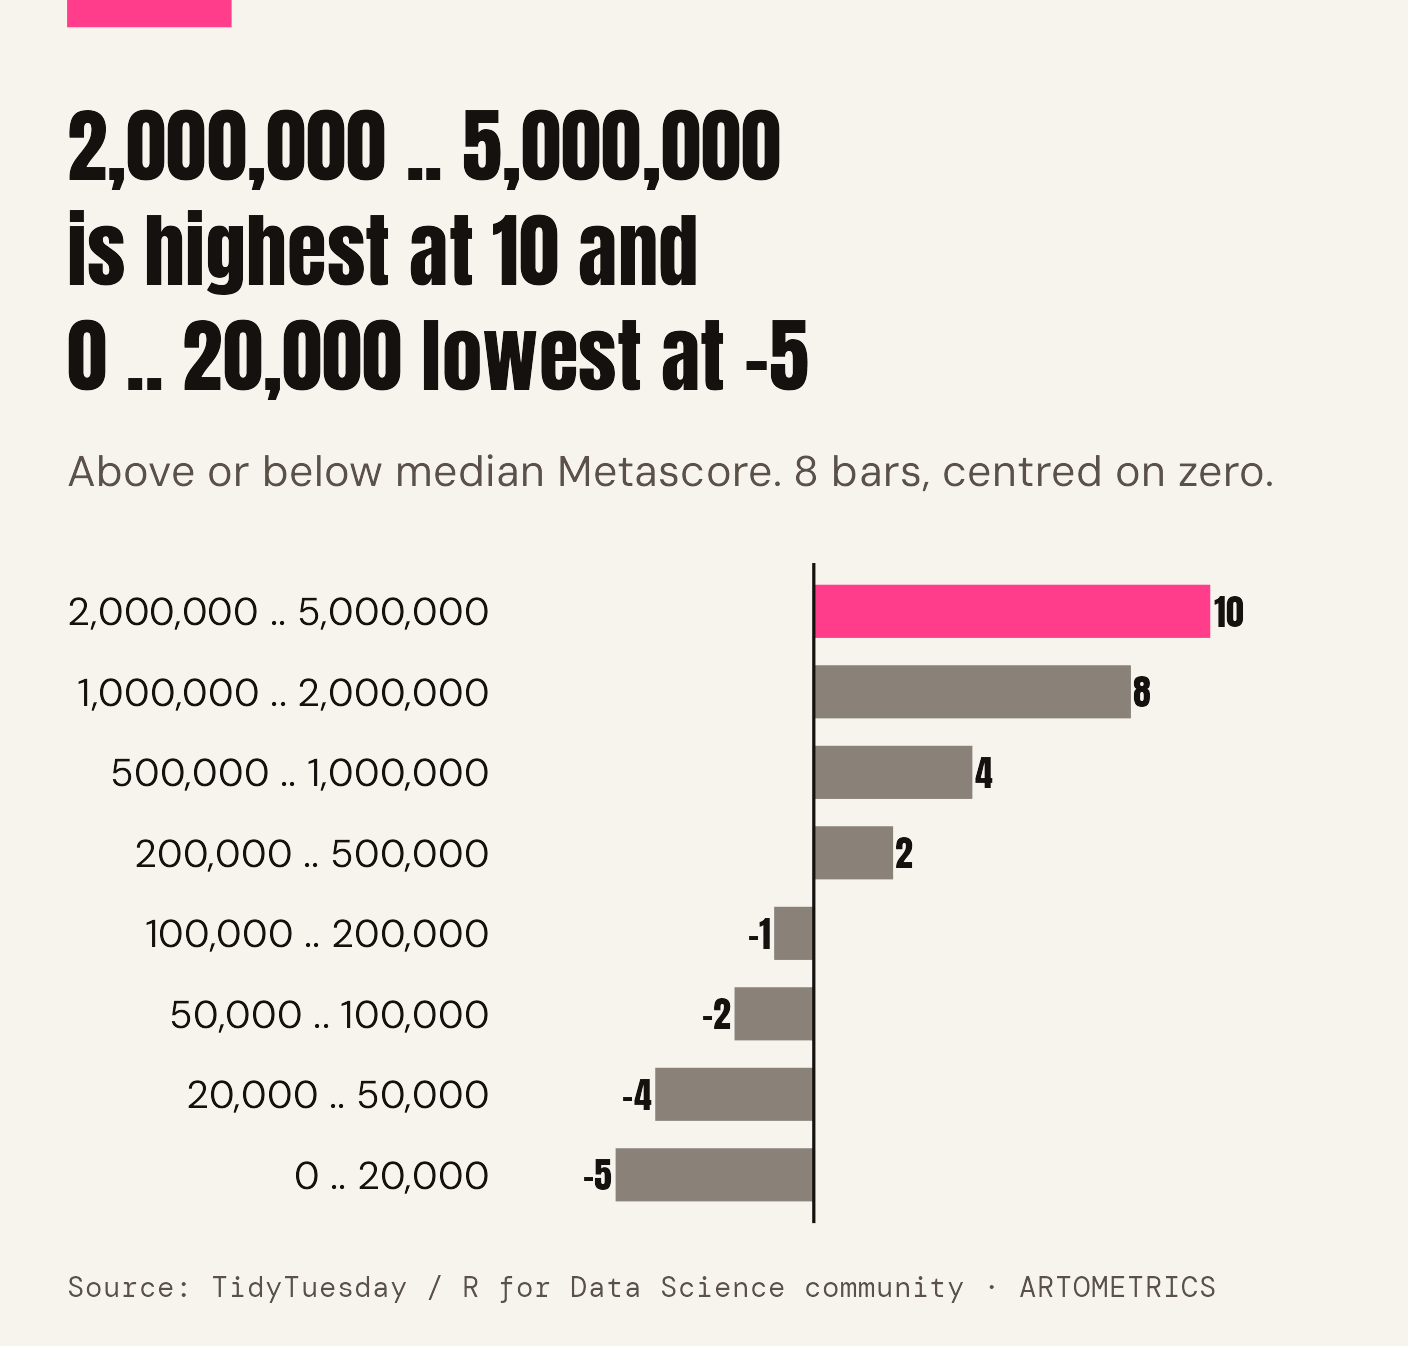 2,000,000 .. 5,000,000
is highest at 10 and
0 .. 20,000 lowest at -5
Above or below median Metascore. 8 bars, centred on zero.
2,000,000 .. 5,000,000 10
1,000,000 .. 2,000,000 8
500,000 .. 1,000,000 4
200,000 .. 500,000 2
100,000 .. 200,000 -1
50,000 .. 100,000 -2
20,000 .. 50,000 -4
0 .. 20,000 -5
Source: TidyTuesday / R for Data Science community · ARTOMETRICS